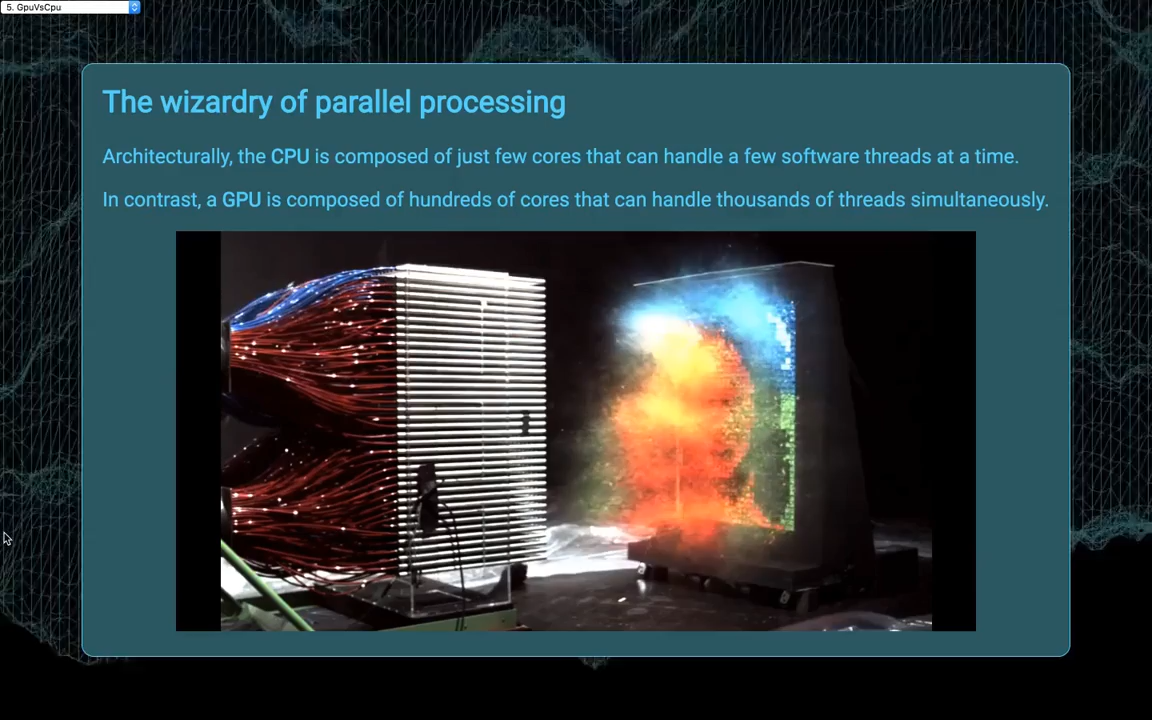 5. GpuVsCpu
The wizardry of parallel processing
Architecturally, the CPU is composed of just few cores that can handle a few software threads at a time.
In contrast, a GPU is composed of hundreds of cores that can handle thousands of threads simultaneously.